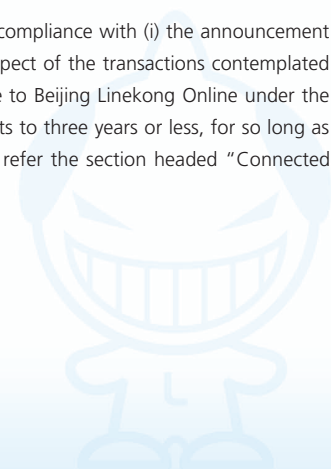 compliance with (i) the announcement
pect of the transactions contemplated
e to Beijing Linekong Online under the
ts to three years or less, for so long as
refer the section headed "Connected
L